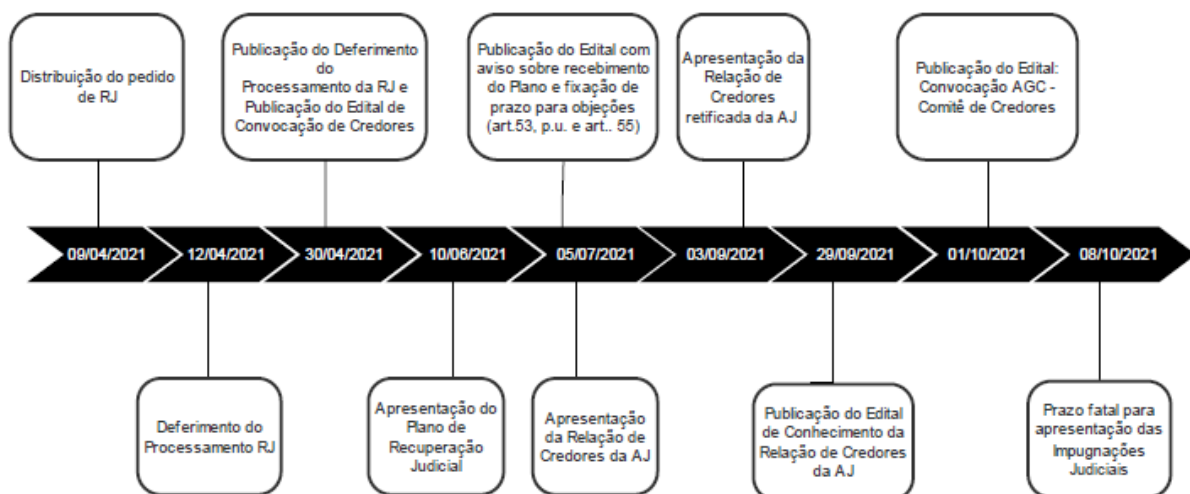 Distribuição do pedido
de RJ
Publicação do Deferimento
do
Processamento da RJ e
Publicação do Edital de
Convocação de Credores
Publicação do Edital com
aviso sobre recebimento
do Plano e fixação de
prazo para objeções
(art.53, p.u. e art.. 55)
Apresentação da
Relação de
Credores
retificada da AJ
Publicação do Edital:
Convocação AGC -
Comitê de Credores
09/04/2021
12/04/2021
30/04/2021
10/06/2021
05/07/2021
03/09/2021
29/09/2021
01/10/2021
08/10/2021
Deferimento do
Processamento RJ
Apresentação do
Plano de
Recuperação
Judicial
Apresentação
da Relação de
Credores da AJ
Publicação do Edital
de Conhecimento da
Relação de Credores
da AJ
Prazo fatal para
apresentação das
Impugnações
Judiciais